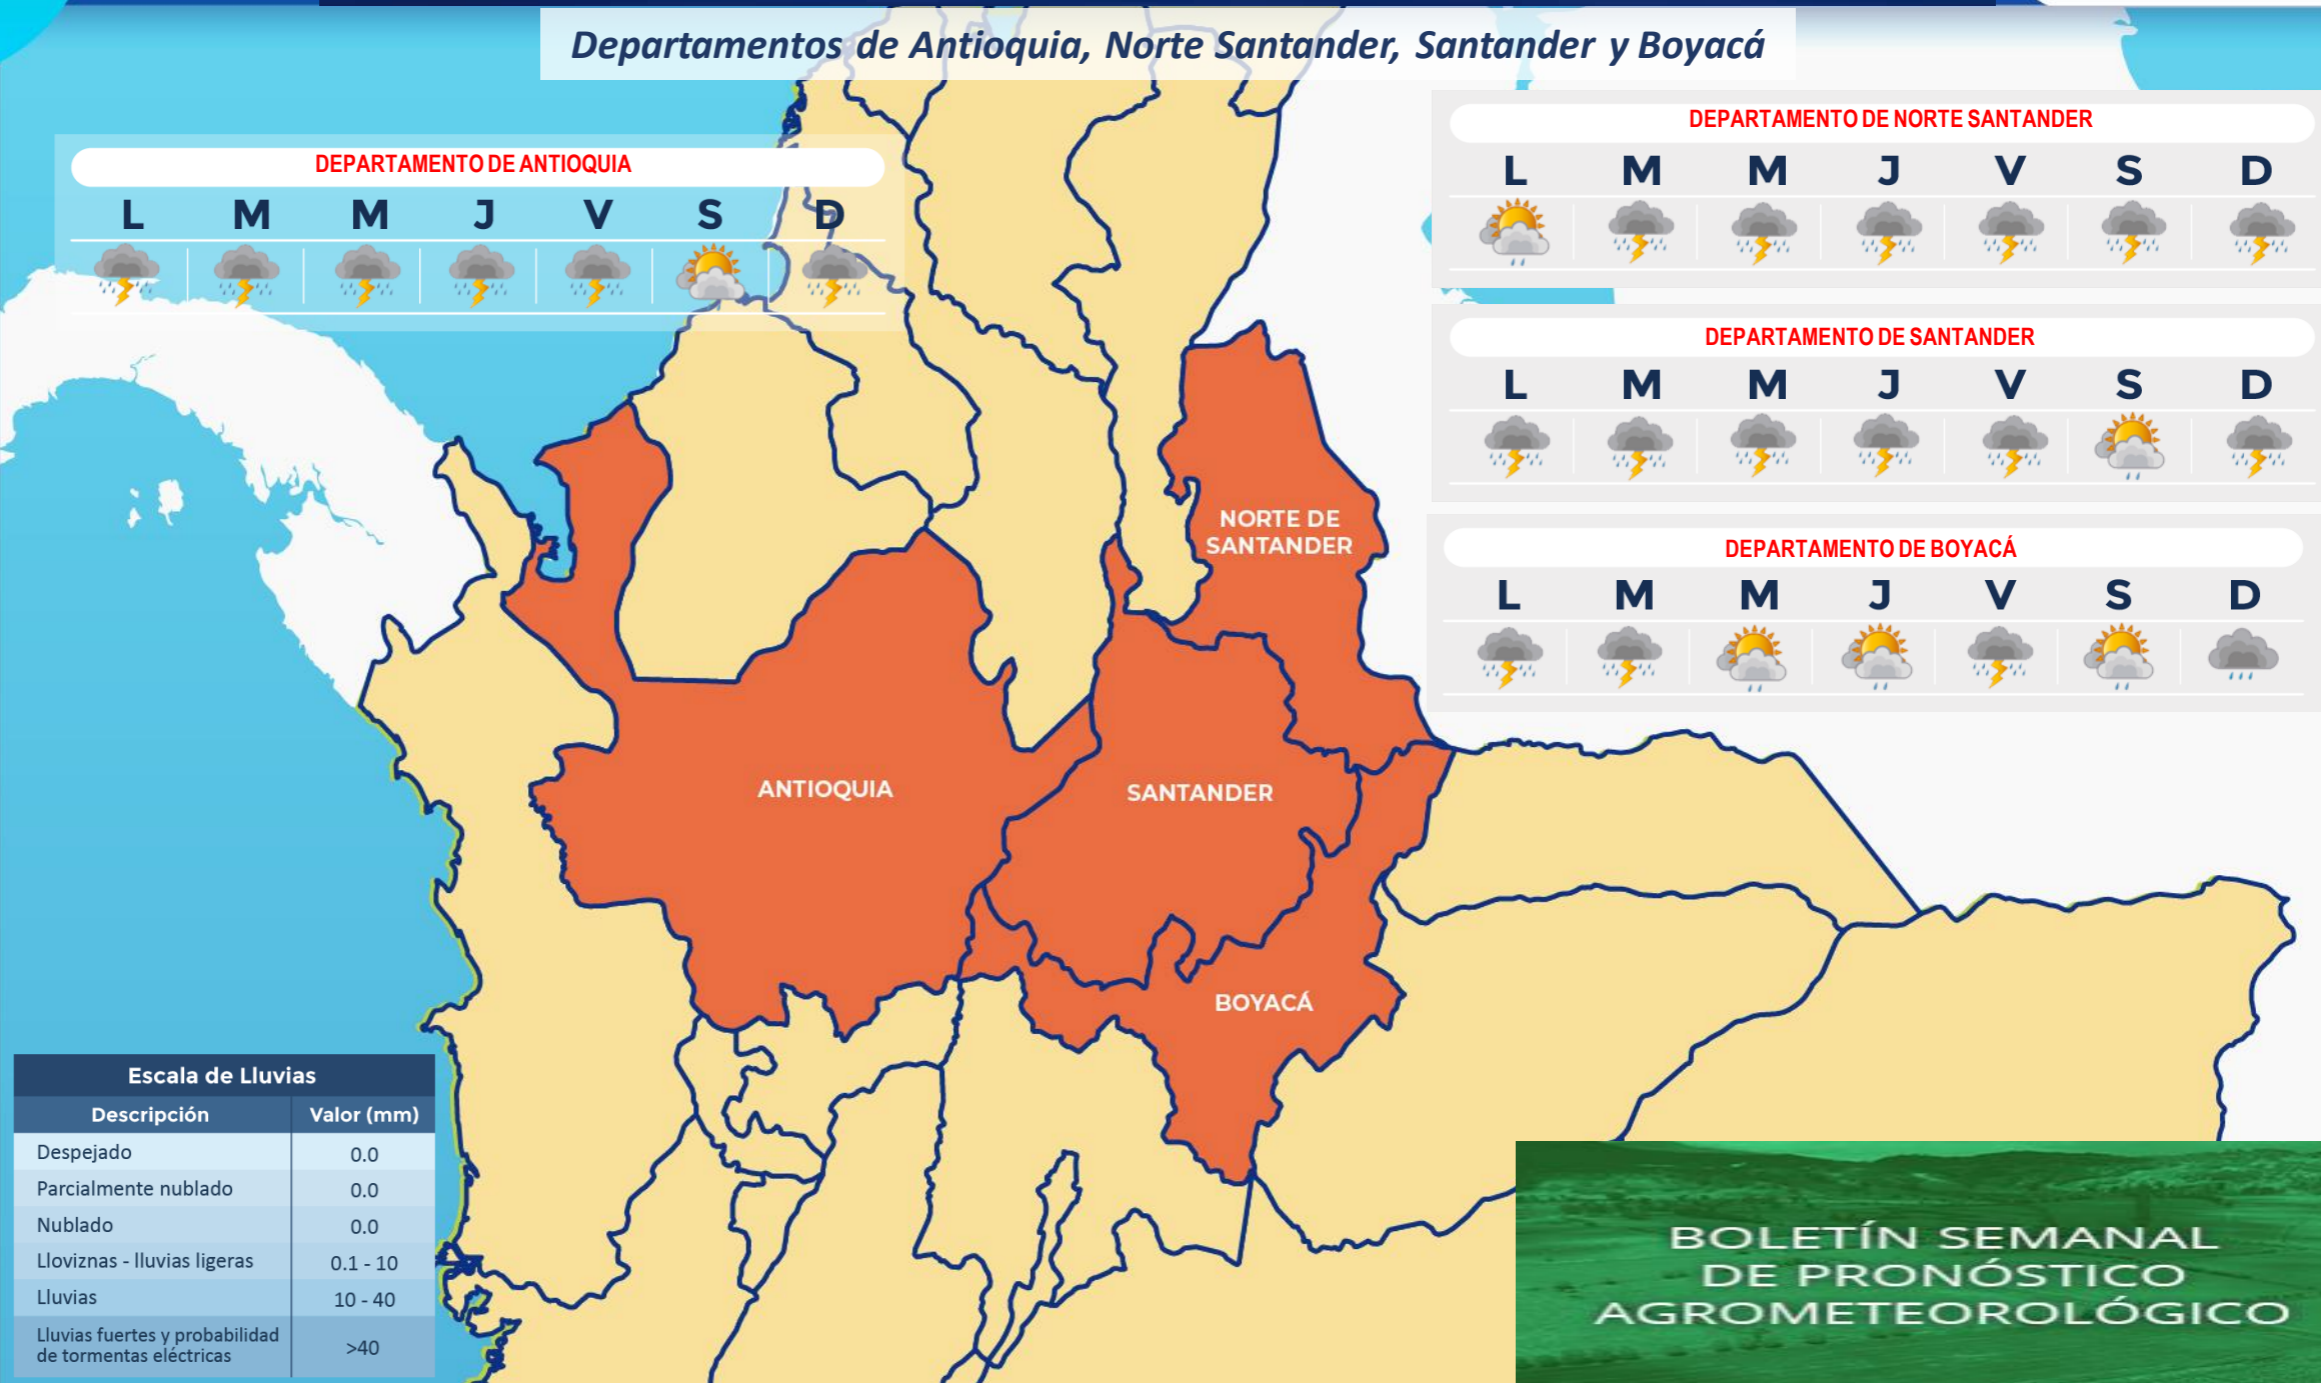 Departamentos de Antioquia, Norte Santander, Santander y Boyacá
DEPARTAMENTO DE ANTIOQUIA
L M M J V S D
DEPARTAMENTO DE NORTE SANTANDER
L M M J V S D
DEPARTAMENTO DE SANTANDER
L M M J V S D
DEPARTAMENTO DE BOYACÁ
L M M J V S D
NORTE DE
SANTANDER
ANTIOQUIA
SANTANDER
BOYACÁ
Escala de Lluvias
Descripción Valor (mm)
Despejado 0.0
Parcialmente nublado 0.0
Nublado 0.0
Lloviznas - lluvias ligeras 0.1 - 10
Lluvias 10 - 40
Lluvias fuertes y probabilidad
de tormentas eléctricas >40
BOLETÍN SEMANAL
DE PRONÓSTICO
AGROMETEOROLÓGICO